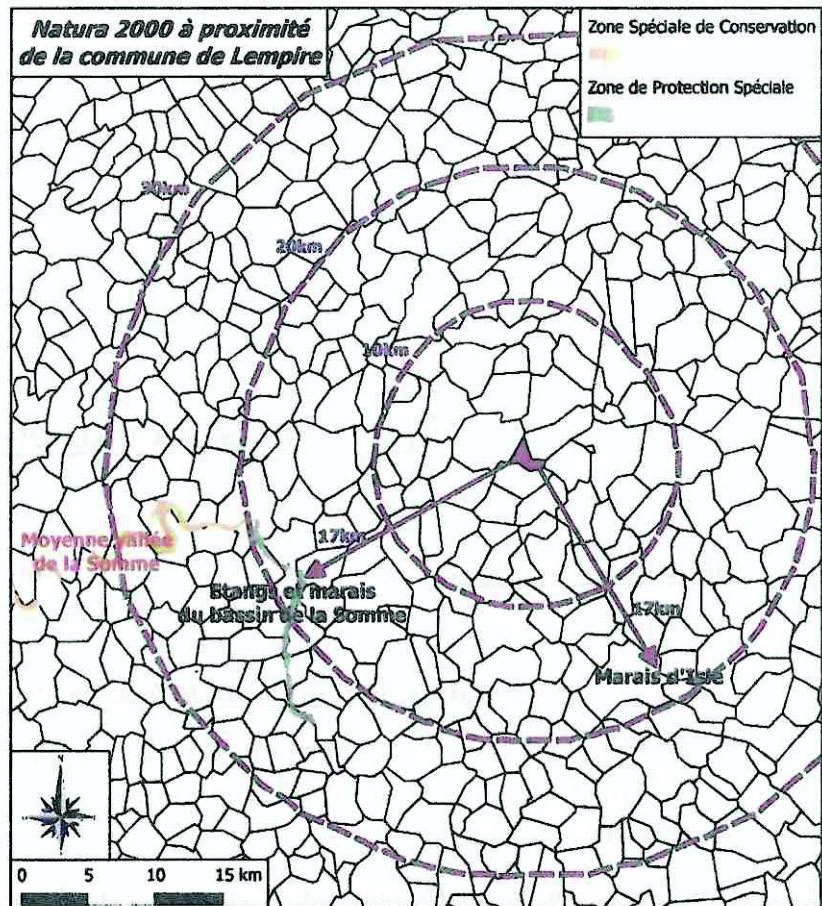 Natura 2000 à proximité
de la commune de Lempire
Zone Spéciale de Conservation
Zone de Protection Spéciale
30km
20km
10km
17km
Moyenne vallée
de la Somme
Etangs et marais
du bassin de la Somme
17km
Marais d'Isle
N
0 5 10 15 km